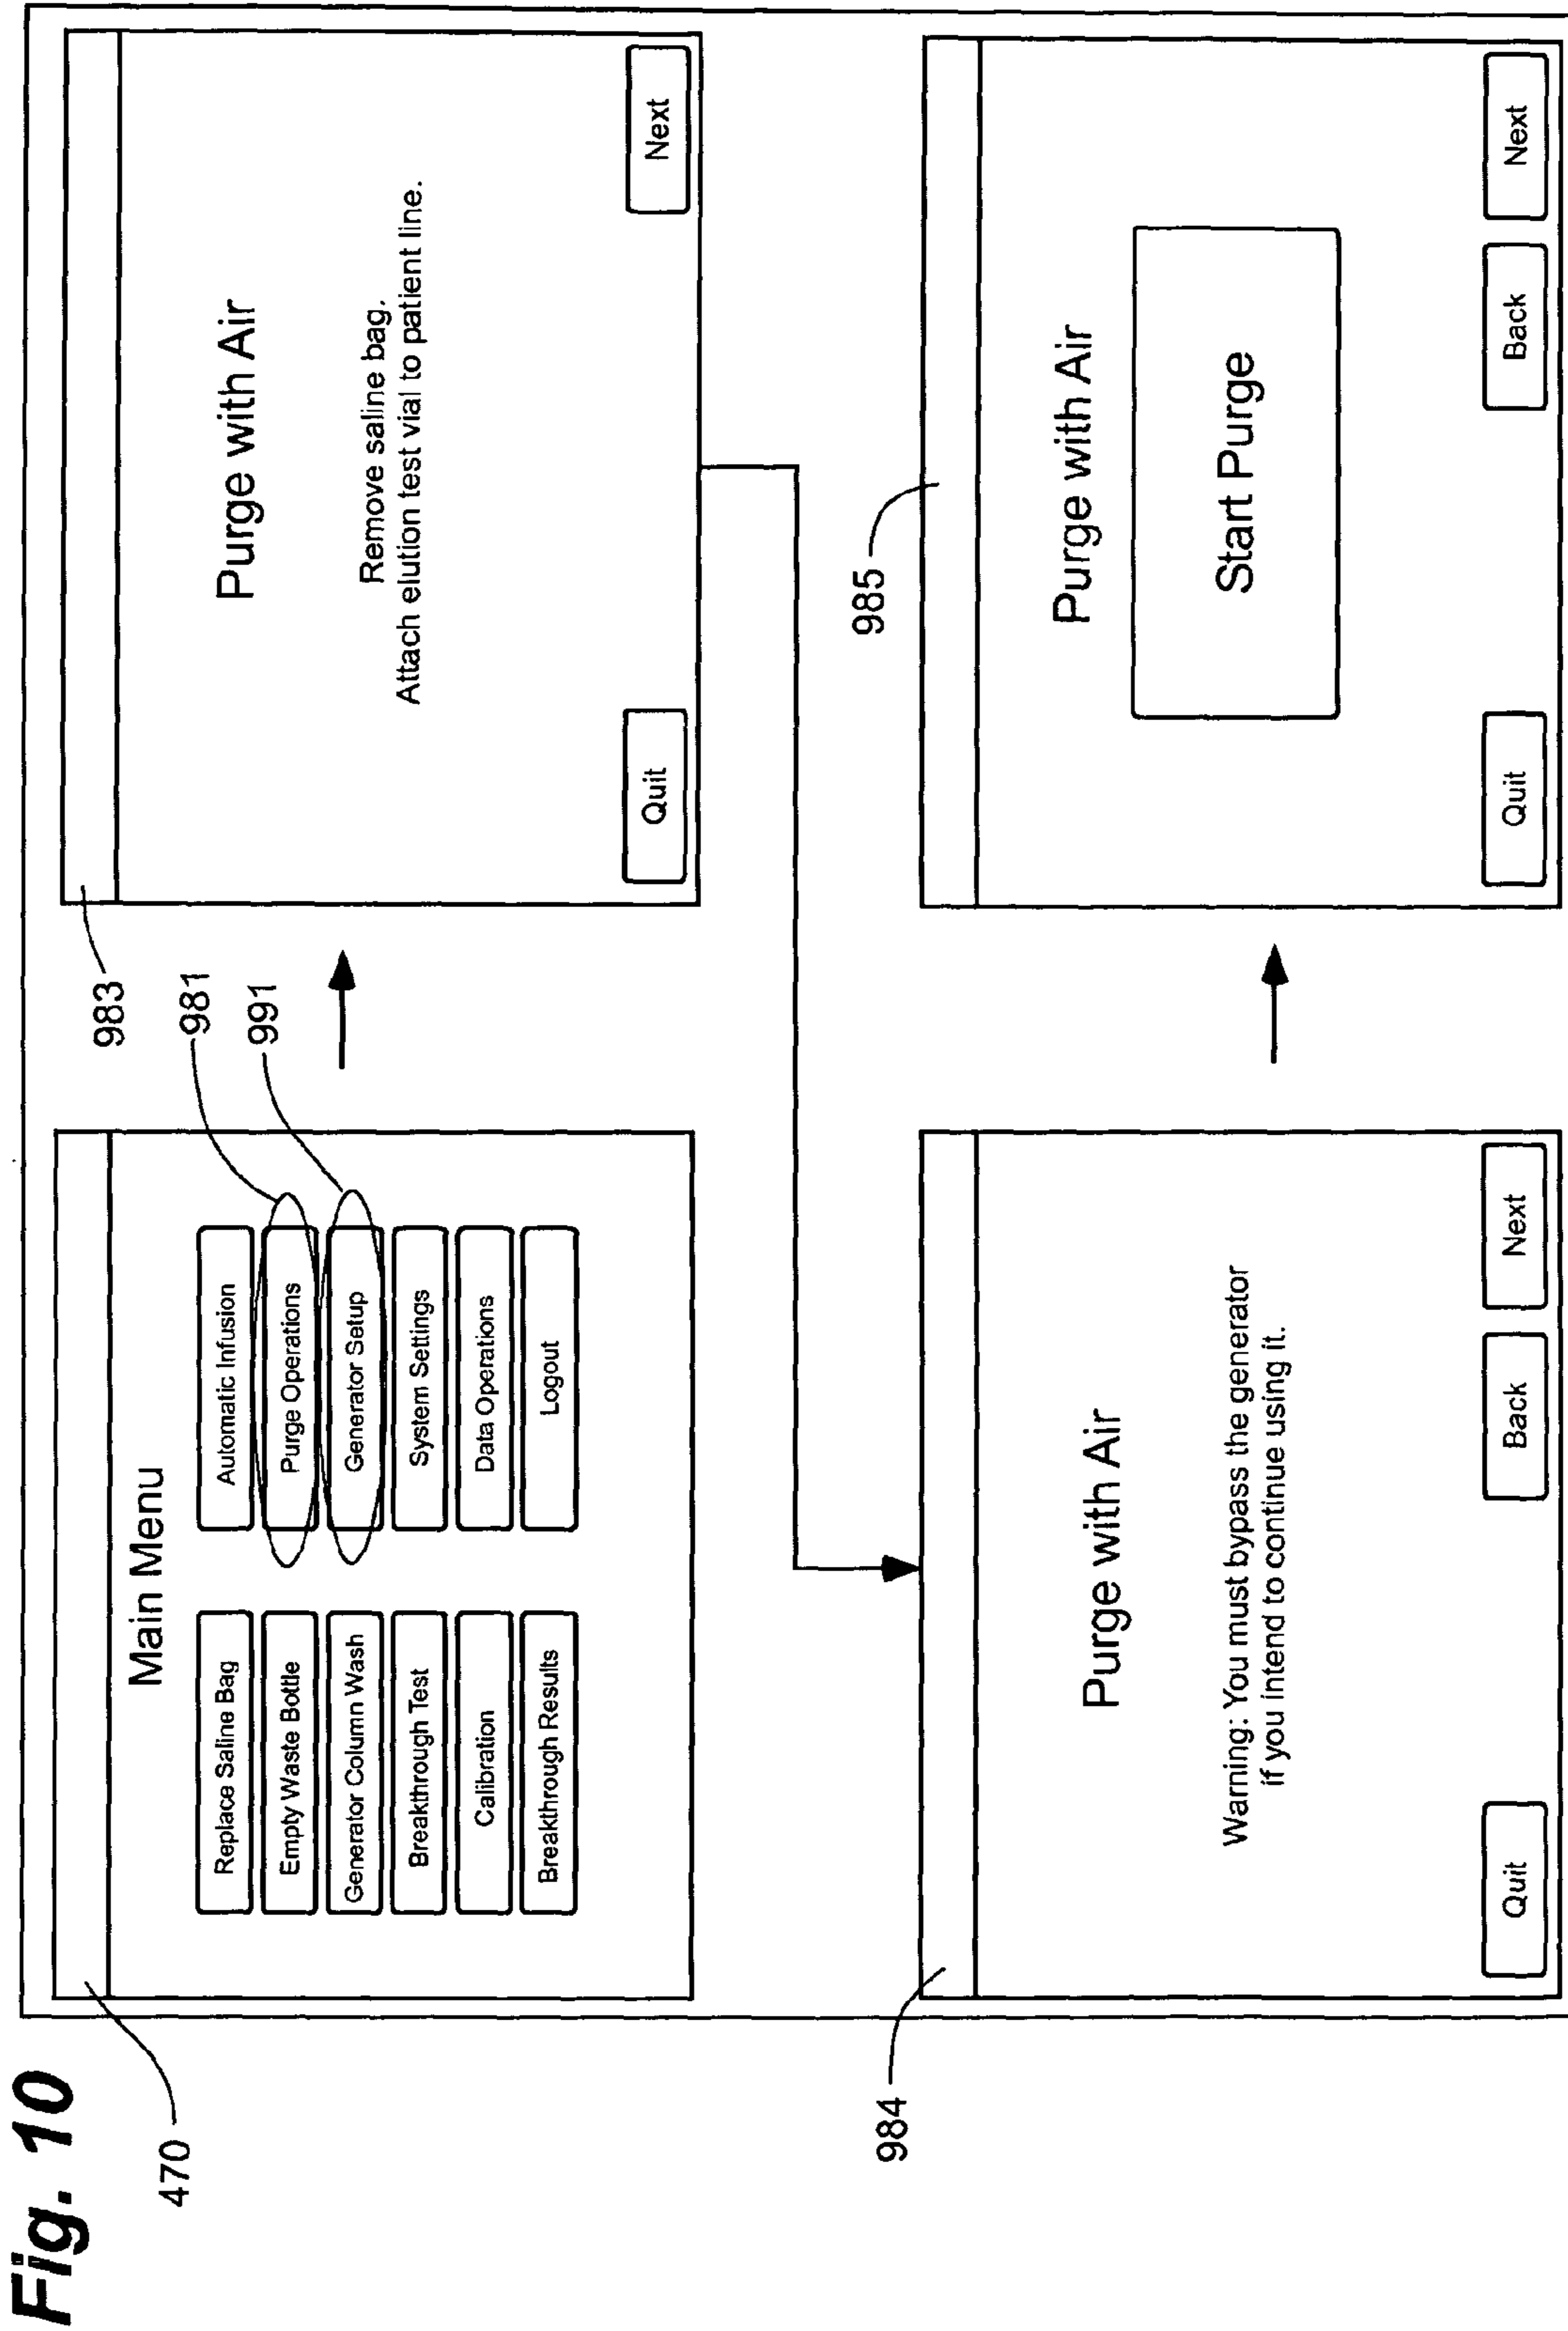 Fig. 10
470
Main Menu
Replace Saline Bag
Empty Waste Bottle
Generator Column Wash
Breakthrough Test
Calibration
Breakthrough Results
Automatic Infusion
Purge Operations
Generator Setup
System Settings
Data Operations
Logout
981
991
983
Purge with Air
Remove saline bag.
Attach elution test vial to patient line.
Quit
Next
984
Purge with Air
Warning: You must bypass the generator
if you intend to continue using it.
Quit
Back
Next
985
Purge with Air
Start Purge
Quit
Back
Next